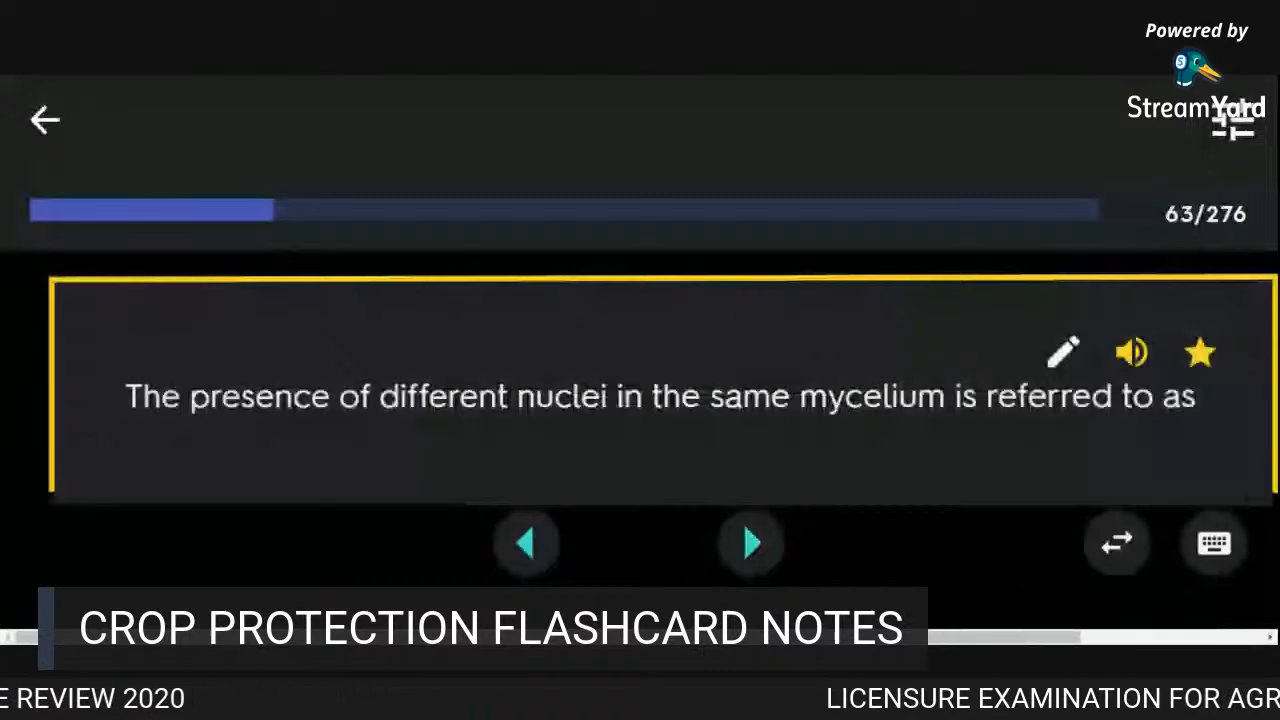 Powered by
StreamYard
63/276
The presence of different nuclei in the same mycelium is referred to as
CROP PROTECTION FLASHCARD NOTES
E REVIEW 2020
LICENSURE EXAMINATION FOR AGR